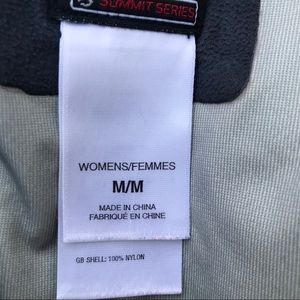 SUMMIT SERIES
WOMENS/FEMMES
M/M
MADE IN CHINA
FABRIQUÉ EN CHINE
GB SHELL: 100% NYLON